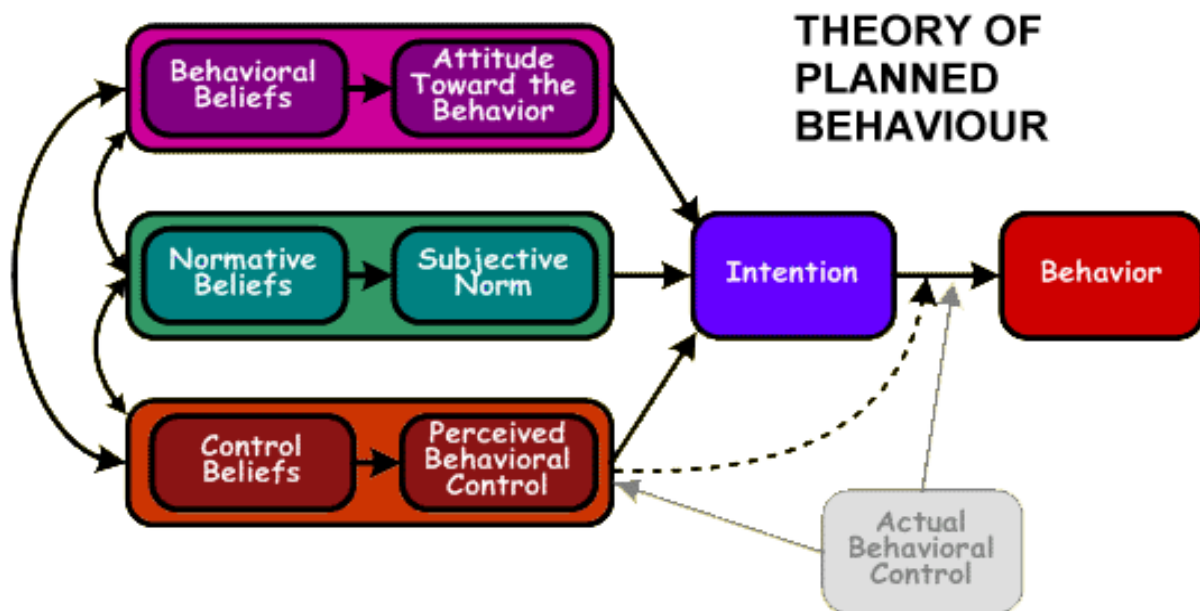 THEORY OF
PLANNED
BEHAVIOUR
Behavioral
Beliefs
Attitude
Toward the
Behavior
Normative
Beliefs
Subjective
Norm
Intention
Behavior
Control
Beliefs
Perceived
Behavioral
Control
Actual
Behavioral
Control